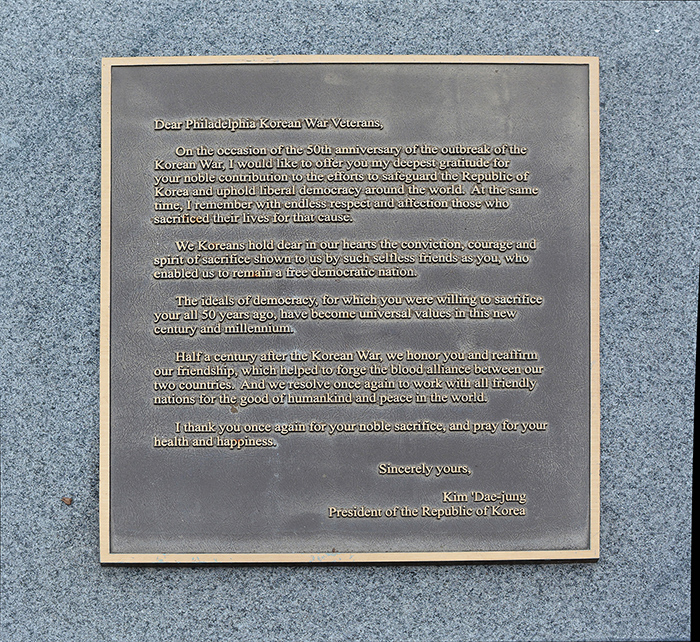 Dear Philadelphia Korean War Veterans,
On the occasion of the 50th anniversary of the outbreak of the
Korean War, I would like to offer you my deepest gratitude for
your noble contribution to the efforts to safeguard the Republic of
Korea and uphold liberal democracy around the world. At the same
time, I remember with endless respect and affection those who
sacrificed their lives for that cause.
We Koreans hold dear in our hearts the conviction, courage and
spirit of sacrifice shown to us by such selfless friends as you, who
enabled us to remain a free democratic nation.
The ideals of democracy, for which you were willing to sacrifice
your all 50 years ago, have become universal values in this new
century and millennium.
Half a century after the Korean War, we honor you and reaffirm
our friendship, which helped to forge the blood alliance between our
two countries. And we resolve once again to work with all friendly
nations for the good of humankind and peace in the world.
I thank you once again for your noble sacrifice, and pray for your
health and happiness.
Sincerely yours,
Kim 'Dae-jung
President of the Republic of Korea